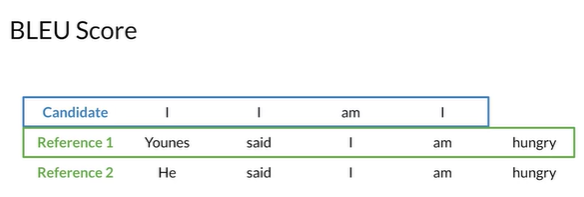 BLEU Score
Candidate I I am I
Reference 1 Younes said I am hungry
Reference 2 He said I am hungry